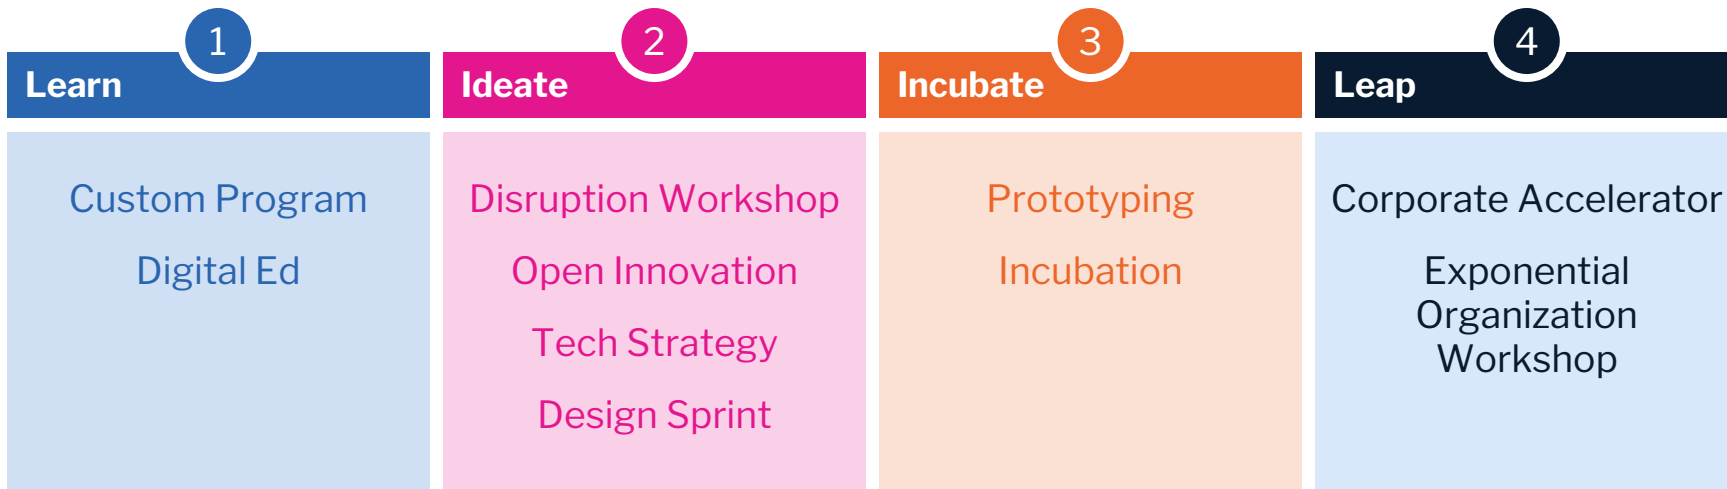 1
Learn
Custom Program
Digital Ed
2
Ideate
Disruption Workshop
Open Innovation
Tech Strategy
Design Sprint
3
Incubate
Prototyping
Incubation
4
Leap
Corporate Accelerator
Exponential
Organization
Workshop